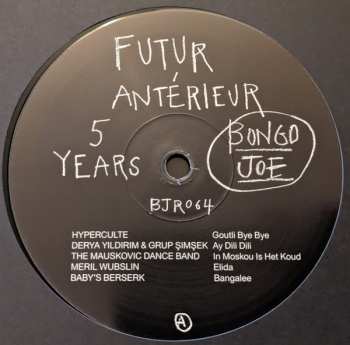 FUTUR
ANTÉRIEUR
5 BONGO
YEARS JOE
BJR064
HYPERCULTE Goutli Bye Bye
DERYA YILDIRIM & GRUP ŞIMŞEK Ay Dili Dili
THE MAUSKOVIC DANCE BAND In Moskou Is Het Koud
MERIL WUBSLIN Elida
BABY'S BERSERK Bangalee
A